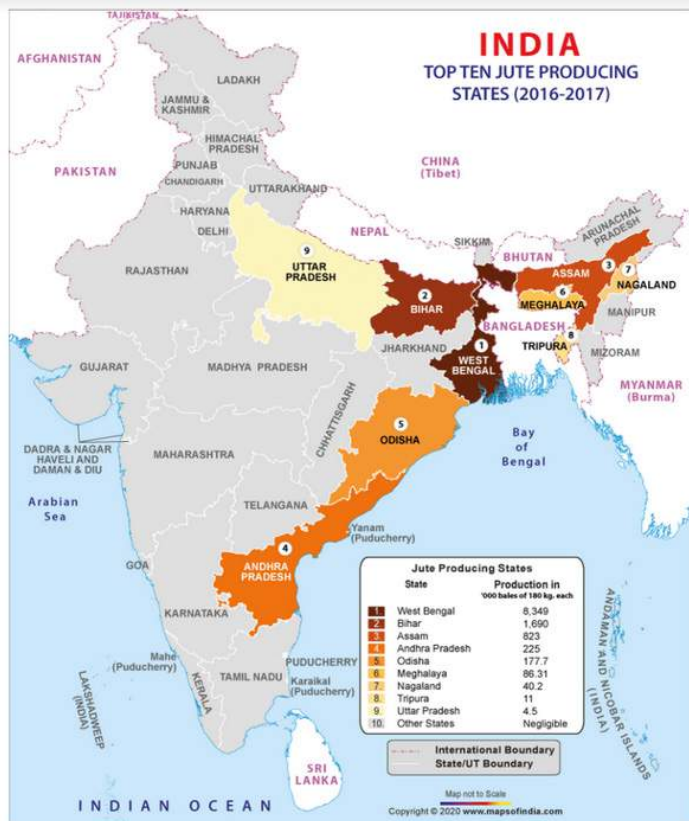 INDIA
TOP TEN JUTE PRODUCING
STATES (2016-2017)
TAJIKISTAN
AFGHANISTAN
LADAKH
JAMMU &
KASHMIR
HIMACHAL
PRADESH
PAKISTAN
PUNJAB
CHANDIGARH
UTTARAKHAND
CHINA
(Tibet)
HARYANA
DELHI
NEPAL
SIKKIM
BHUTAN
ARUNACHAL
PRADESH
RAJASTHAN
9
UTTAR
PRADESH
2
BIHAR
3
ASSAM
7
NAGALAND
6
MEGHALAYA
BANGLADESH
MANIPUR
8
TRIPURA
MIZORAM
JHARKHAND
1
WEST
BENGAL
GUJARAT
MADHYA PRADESH
MYANMAR
(Burma)
CHHATTISGARH
5
ODISHA
DADRA & NAGAR
HAVELI AND
DAMAN & DIU
MAHARASHTRA
Bay
of
Bengal
Arabian
Sea
TELANGANA
Yanam
(Puducherry)
4
ANDHRA
PRADESH
GOA
KARNATAKA
Mahe
(Puducherry)
PUDUCHERRY
Karaikal
(Puducherry)
TAMIL NADU
KERALA
LAKSHADWEEP
(INDIA)
ANDAMAN AND NICOBAR ISLANDS
(INDIA)
SRI
LANKA
INDIAN OCEAN
Jute Producing States
State Production in
'000 bales of 180 kg. each
1 West Bengal 8,349
2 Bihar 1,690
3 Assam 823
4 Andhra Pradesh 225
5 Odisha 177.7
6 Meghalaya 86.31
7 Nagaland 40.2
8. Tripura 11
9. Uttar Pradesh 4.5
10. Other States Negligible
International Boundary
State/UT Boundary
Map not to Scale
Copyright © 2020 www.mapsofindia.com